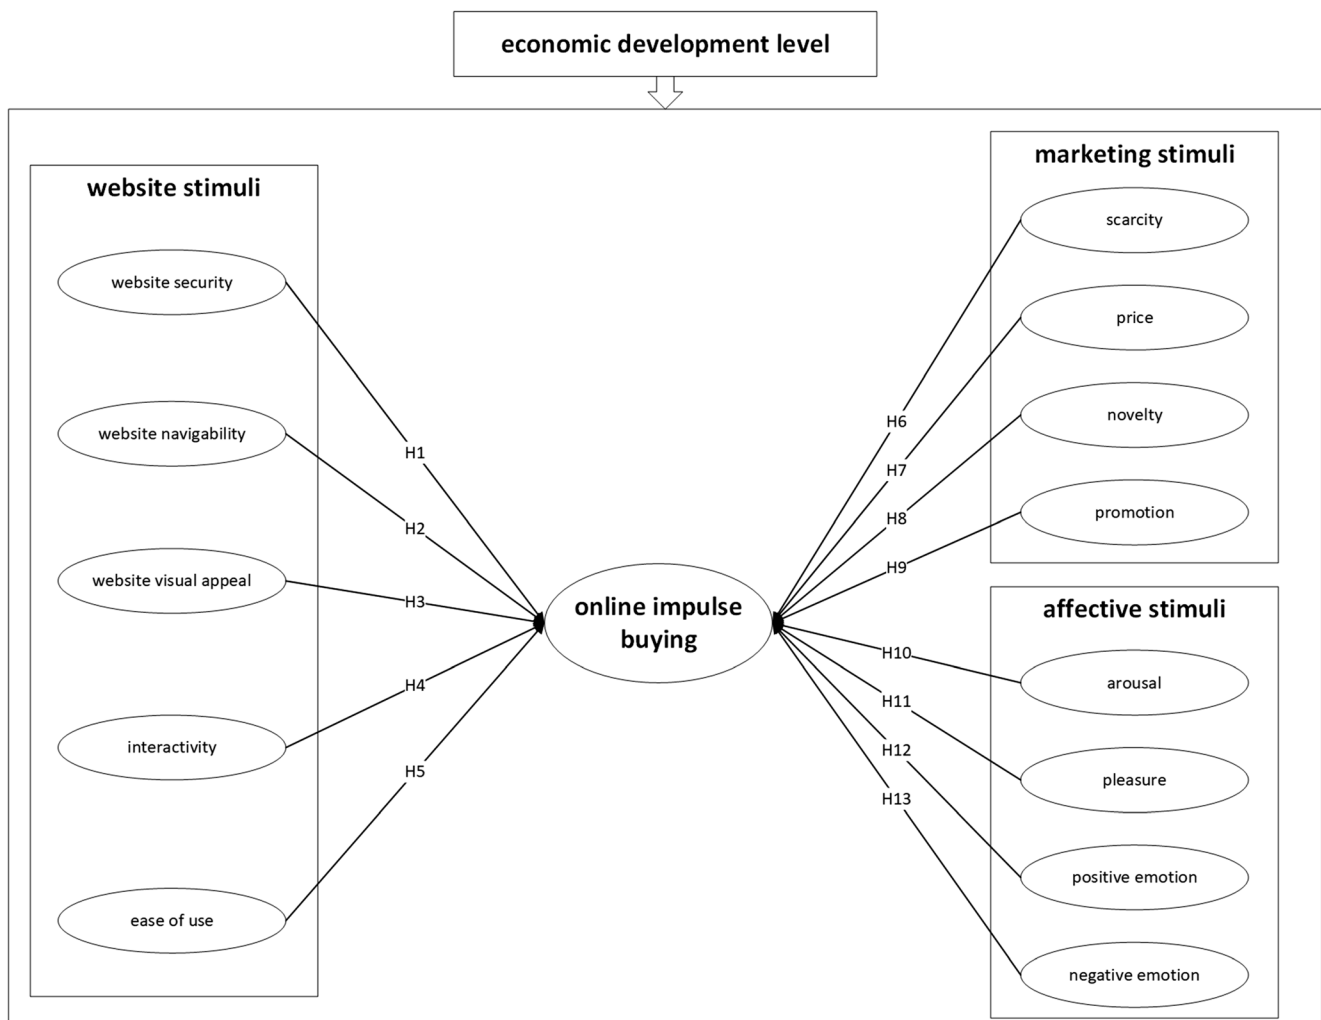 economic development level
website stimuli
website security
website navigability
website visual appeal
interactivity
ease of use
H1
H2
H3
H4
H5
online impulse
buying
H6
H7
H8
H9
H10
H11
H12
H13
marketing stimuli
scarcity
price
novelty
promotion
affective stimuli
arousal
pleasure
positive emotion
negative emotion